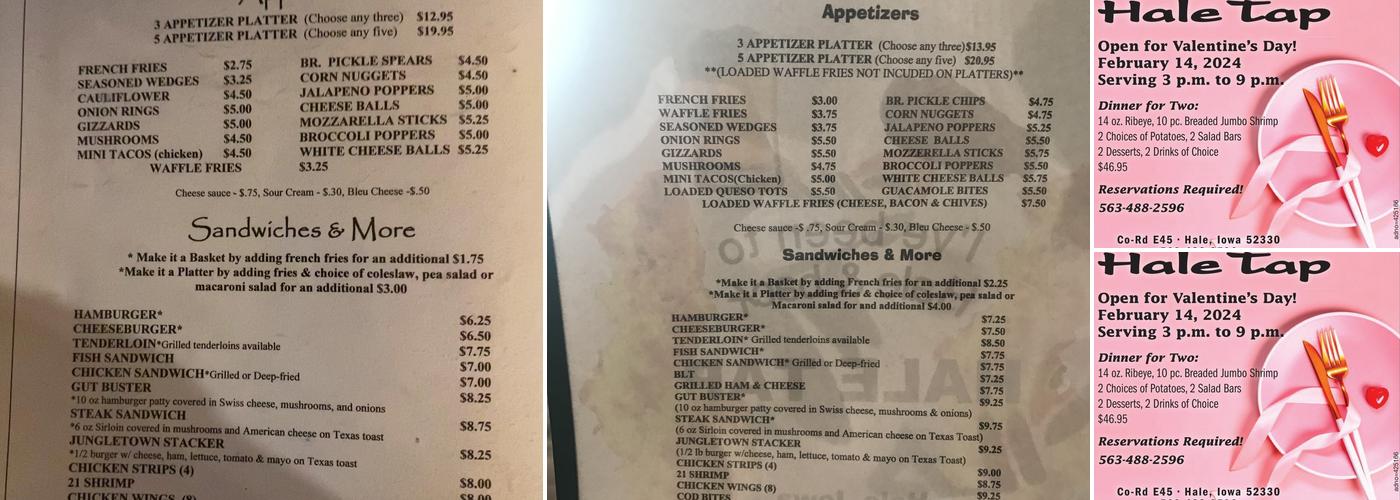 3 APPETIZER PLATTER (Choose any three) $12.95
5 APPETIZER PLATTER (Choose any five) $19.95
FRENCH FRIES $2.75 BR. PICKLE SPEARS $4.50
SEASONED WEDGES $3.25 CORN NUGGETS $4.50
CAULIFLOWER $4.50 JALAPENO POPPERS $5.00
ONION RINGS $5.00 CHEESE BALLS $5.00
GIZZARDS $5.00 MOZZARELLA STICKS $5.25
MUSHROOMS $4.50 BROCCOLI POPPERS $5.00
MINI TACOS (chicken) $4.50 WHITE CHEESE BALLS $5.25
WAFFLE FRIES $3.25
Cheese sauce - $.75, Sour Cream - $.30, Bleu Cheese -$.50
Sandwiches & More
* Make it a Basket by adding french fries for an additional $1.75
*Make it a Platter by adding fries & choice of coleslaw, pea salad or
macaroni salad for an additional $3.00
HAMBURGER* $6.25
CHEESEBURGER* $6.50
TENDERLOIN*Grilled tenderloins available $7.75
FISH SANDWICH $7.00
CHICKEN SANDWICH*Grilled or Deep-fried $7.00
GUT BUSTER $8.25
*10 oz hamburger patty covered in Swiss cheese, mushrooms, and onions
STEAK SANDWICH $8.75
*6 oz Sirloin covered in mushrooms and American cheese on Texas toast
JUNGLETOWN STACKER $8.25
*1/2 burger w/ cheese, ham, lettuce, tomato & mayo on Texas toast
CHICKEN STRIPS (4) $8.00
21 SHRIMP
CHICKEN WINGS (8)
Appetizers
3 APPETIZER PLATTER (Choose any three)$13.95
5 APPETIZER PLATTER (Choose any five) $20.95
**(LOADED WAFFLE FRIES NOT INCUDED ON PLATTERS)**
FRENCH FRIES $3.00 BR. PICKLE CHIPS $4.75
WAFFLE FRIES $3.75 CORN NUGGETS $4.75
SEASONED WEDGES $3.75 JALAPENO POPPERS $5.25
ONION RINGS $5.50 CHEESE BALLS $5.50
GIZZARDS $5.50 MOZZERELLA STICKS $5,75
MUSHROOMS $4.75 BROCCOLI POPPERS $5.50
MINI TACOS(Chicken) $5.00 WHITE CHEESE BALLS $5.75
LOADED QUESO TOTS $5.50 GUACAMOLE BITES $5.50
LOADED WAFFLE FRIES (CHEESE, BACON & CHIVES) $7.50
Cheese sauce -$ .75, Sour Cream - $.30, Bleu Cheese - $.50
Sandwiches & More
*Make it a Basket by adding French fries for an additional $2.25
*Make it a Platter by adding fries & choice of coleslaw, pea salad or
Macaroni salad for and additional $4.00
HAMBURGER* $7.25
CHEESEBURGER* $7.50
TENDERLOIN* Grilled tenderloins available $8.50
FISH SANDWICH* $7.75
CHICKEN SANDWICH* Grilled or Deep-fried $7.75
BLT $7.25
GRILLED HAM & CHEESE $7.75
GUT BUSTER* $9.25
(10 oz hamburger patty covered in Swiss cheese, mushrooms & onions)
STEAK SANDWICH* $9.75
(6 oz Sirloin covered in mushrooms and American cheese on Texas Toast)
JUNGLETOWN STACKER $9.25
(1/2 lb burger w/cheese, ham, lettuce, tomato & mayo on Texas Toast)
CHICKEN STRIPS (4) $9.00
21 SHRIMP $8.75
CHICKEN WINGS (8) $9.25
COD BITES
Hale Tap
Open for Valentine's Day!
February 14, 2024
Serving 3 p.m. to 9 p.m.
Dinner for Two:
14 oz. Ribeye, 10 pc. Breaded Jumbo Shrimp
2 Choices of Potatoes, 2 Salad Bars
2 Desserts, 2 Drinks of Choice
$46.95
Reservations Required!
563-488-2596
Co-Rd E45 · Hale, Iowa 52330
Hale Tap
Open for Valentine's Day!
February 14, 2024
Serving 3 p.m. to 9 p.m.
Dinner for Two:
14 oz. Ribeye, 10 pc. Breaded Jumbo Shrimp
2 Choices of Potatoes, 2 Salad Bars
2 Desserts, 2 Drinks of Choice
$46.95
Reservations Required!
563-488-2596
Co-Rd E45 · Hale, Iowa 52330